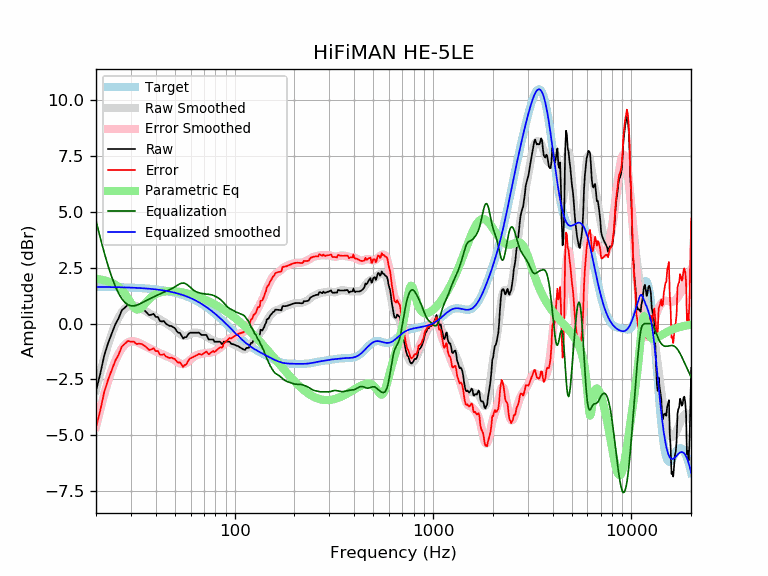 HiFiMAN HE-5LE
Target
Raw Smoothed
Error Smoothed
Raw
Error
Parametric Eq
Equalization
Equalized smoothed
10.0
7.5
5.0
2.5
0.0
−2.5
−5.0
−7.5
Amplitude (dBr)
100 1000 10000
Frequency (Hz)